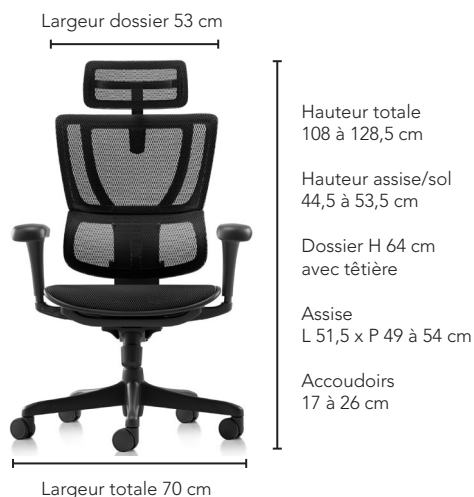 Largeur dossier 53 cm
Hauteur totale
108 à 128,5 cm
Hauteur assise/sol
44,5 à 53,5 cm
Dossier H 64 cm
avec têtière
Assise
L 51,5 x P 49 à 54 cm
Accoudoirs
17 à 26 cm
Largeur totale 70 cm